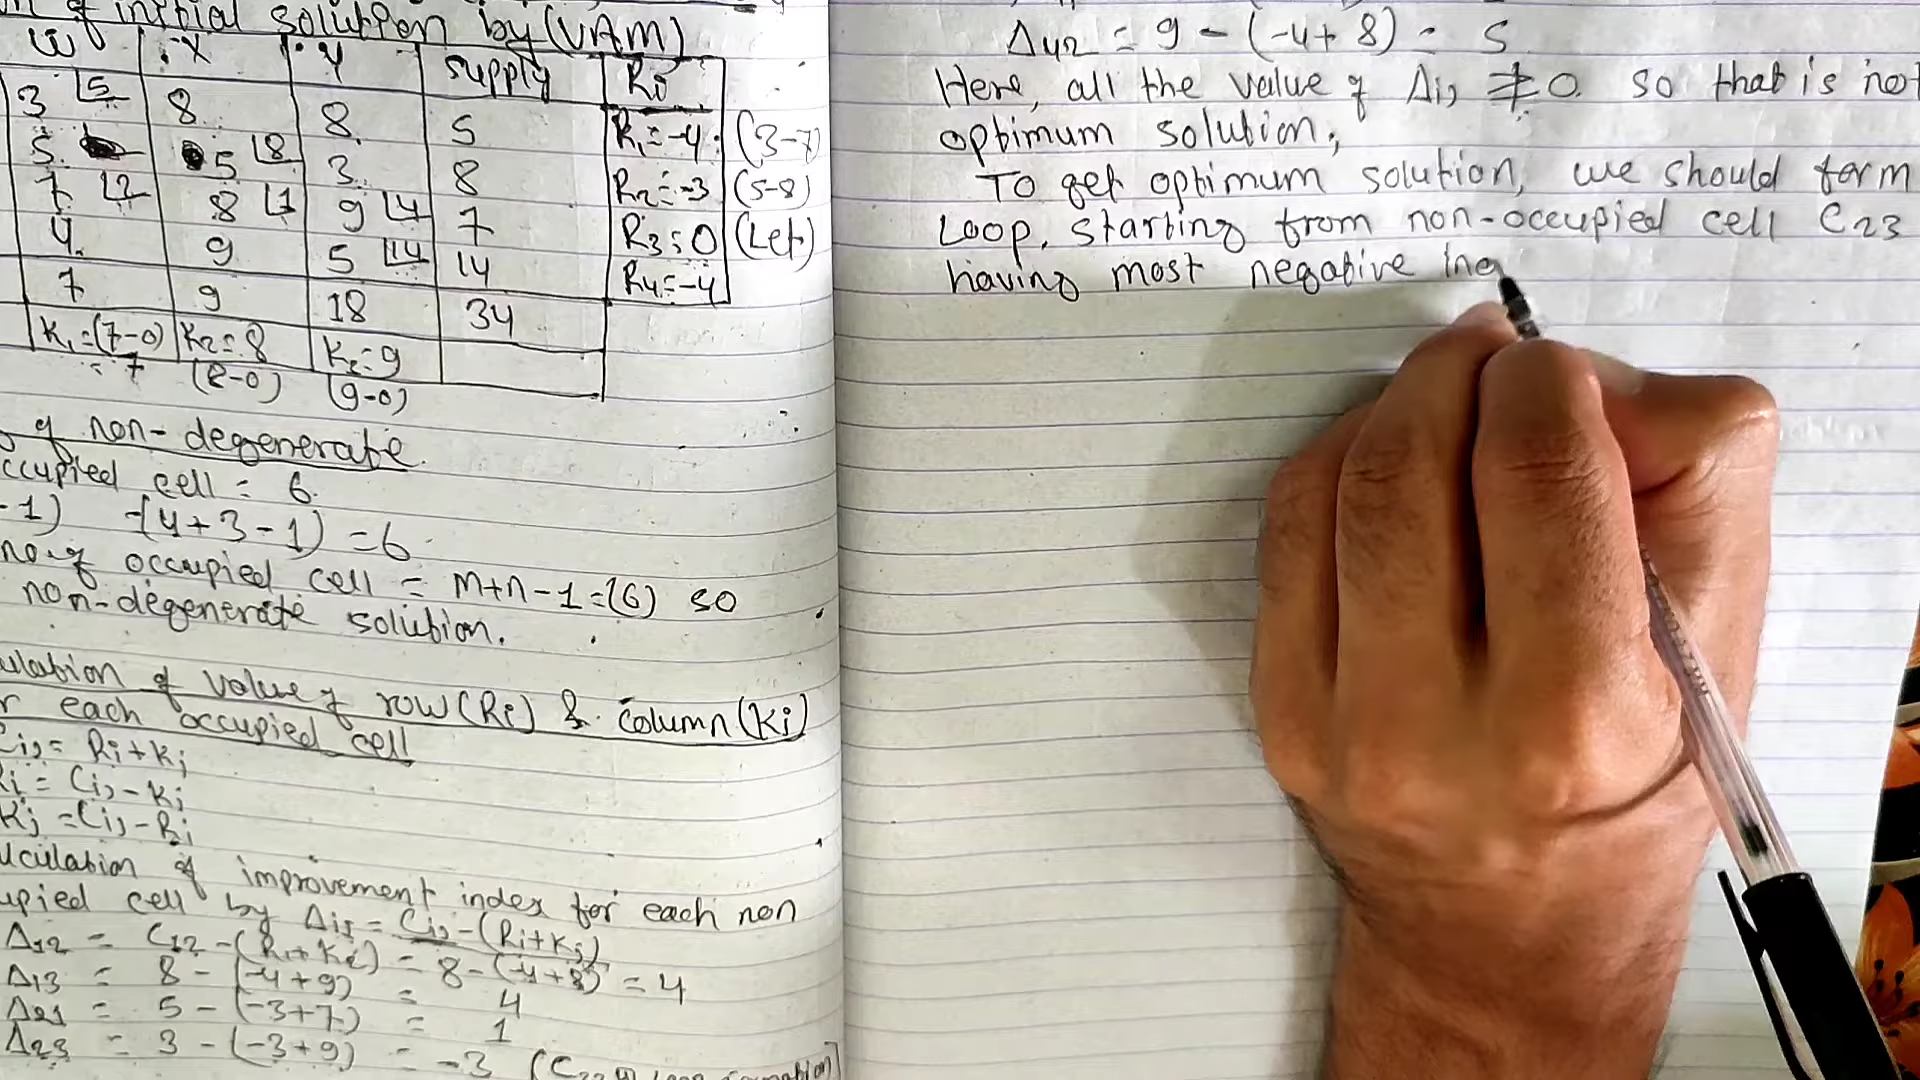 n of initial solution by (VAM)
W X Y supply Ri
3 5 8 8 5 R1=-4 (3-7)
5 5 8 3 8 R2=-3 (5-8)
7 2 8 1 9 4 7 R3=0 (Let)
4 9 5 14 14 R4=-4
7 9 18 34
K1=(7-0) K2=8 K3=9
=7 (8-0) (9-0)
of non-degenerate
ccupied cell = 6
-1) -(4+3-1) = 6
no. of occupied cell = m+n-1=(6) so
non-degenerate solution.
ulation of value of row (Ri) & column (Kj)
r each occupied cell
Cij = Ri + Kj
Ri = Cij - Kj
Kj = Cij - Ri
lculation of improvement index for each non
upied cell by Δij = Cij - (Ri+Kj)
Δ12 = C12 - (R1+K2) = 8-(-4+8) = 4
Δ13 = 8 - (-4+9) = 4
Δ21 = 5 - (-3+7) = 1
Δ23 = 3 - (-3+9) = -3
Δ42 = 9 - (-4+8) = 5
Here, all the value of Δij ≱ 0. so that is not
optimum solution,
To get optimum solution, we should form
Loop, starting from non-occupied cell C23
having most negative